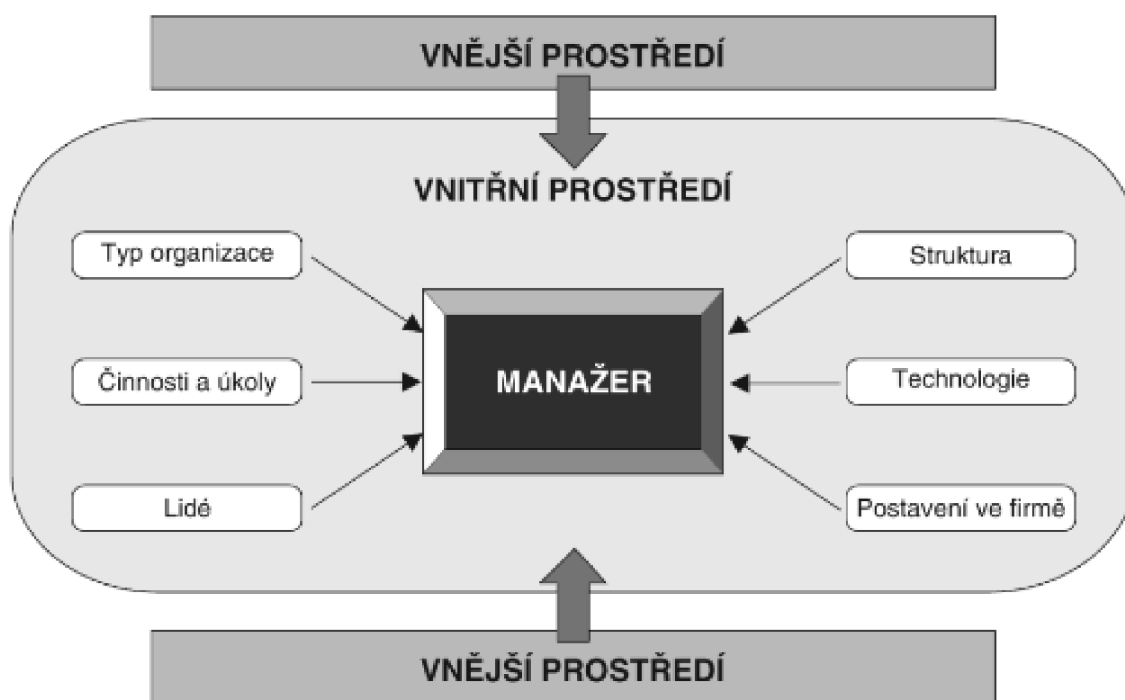 VNĚJŠÍ PROSTŘEDÍ
VNITŘNÍ PROSTŘEDÍ
Typ organizace
Struktura
Činnosti a úkoly
MANAŽER
Technologie
Lidé
Postavení ve firmě
VNĚJŠÍ PROSTŘEDÍ